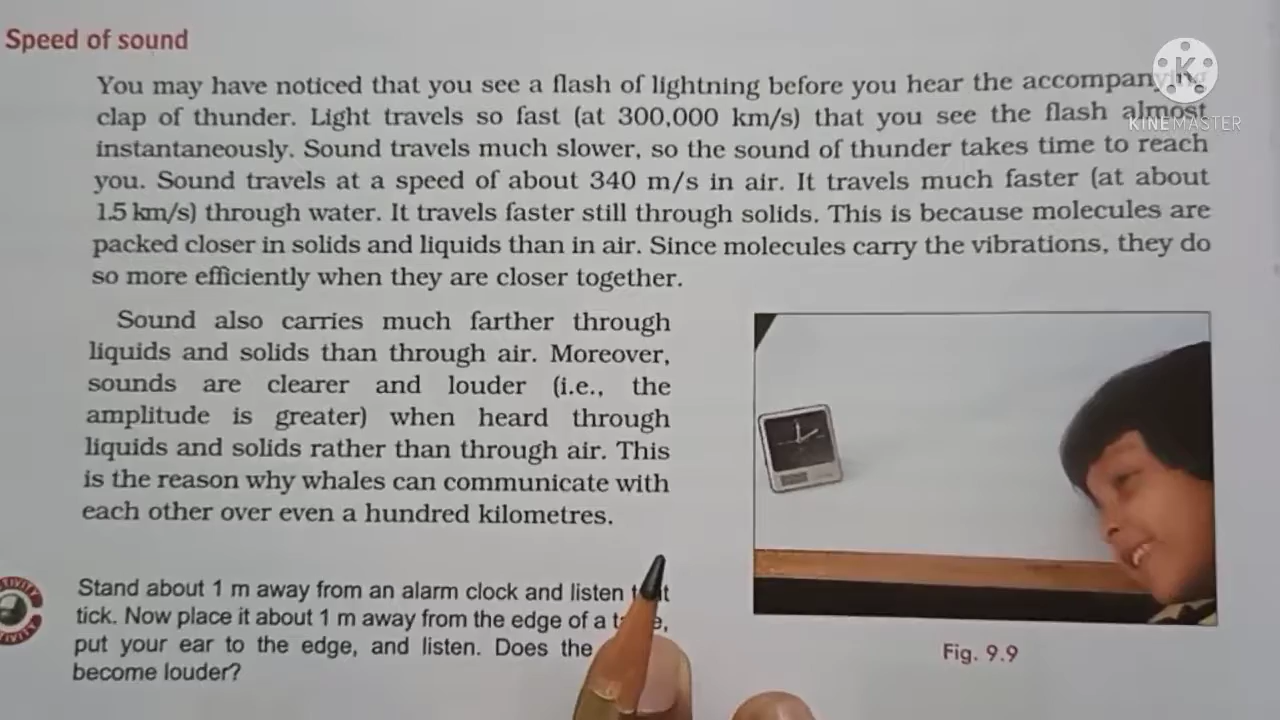 Speed of sound
You may have noticed that you see a flash of lightning before you hear the accompanying
clap of thunder. Light travels so fast (at 300,000 km/s) that you see the flash almost
instantaneously. Sound travels much slower, so the sound of thunder takes time to reach
you. Sound travels at a speed of about 340 m/s in air. It travels much faster (at about
1.5 km/s) through water. It travels faster still through solids. This is because molecules are
packed closer in solids and liquids than in air. Since molecules carry the vibrations, they do
so more efficiently when they are closer together.
Sound also carries much farther through
liquids and solids than through air. Moreover,
sounds are clearer and louder (i.e., the
amplitude is greater) when heard through
liquids and solids rather than through air. This
is the reason why whales can communicate with
each other over even a hundred kilometres.
Stand about 1 m away from an alarm clock and listen
tick. Now place it about 1 m away from the edge of a
put your ear to the edge, and listen. Does the
become louder?
Fig. 9.9
K
KINEMASTER
ACTIVITY
ACTIVITY